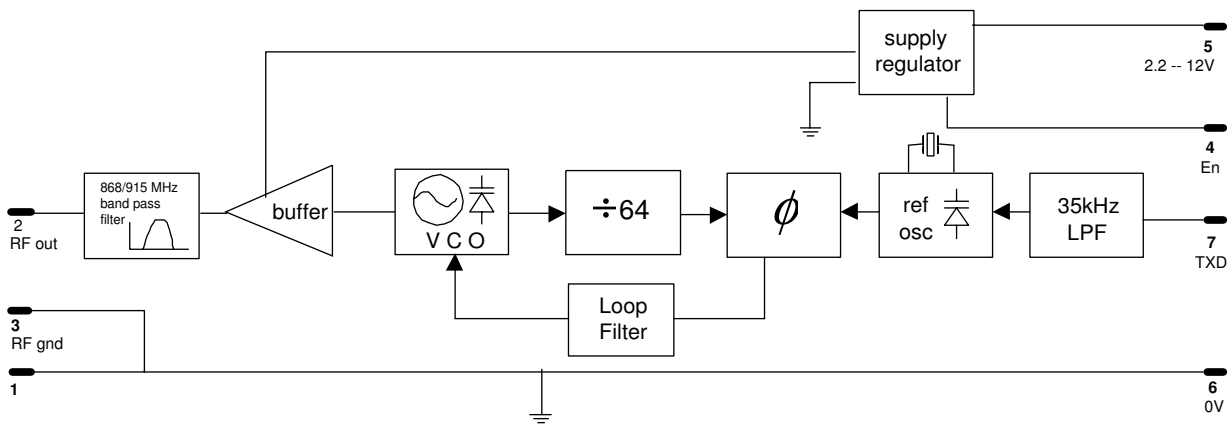 supply
regulator
5
2.2 -- 12V
4
En
868/915 MHz
band pass
filter
buffer
V C O
÷64
ϕ
ref
osc
35kHz
LPF
2
RF out
7
TXD
Loop
Filter
3
RF gnd
1
6
0V